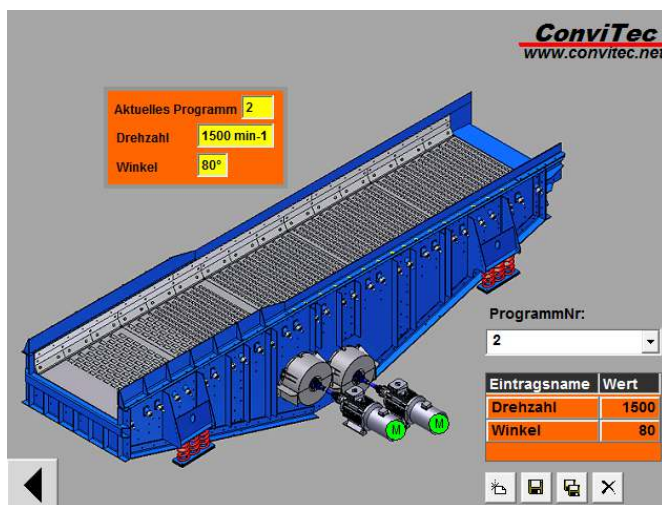 ConviTec
www.convitec.net
Aktuelles Programm 2
Drehzahl 1500 min-1
Winkel 80°
ProgrammNr:
2
Eintragsname Wert
Drehzahl 1500
Winkel 80
M M